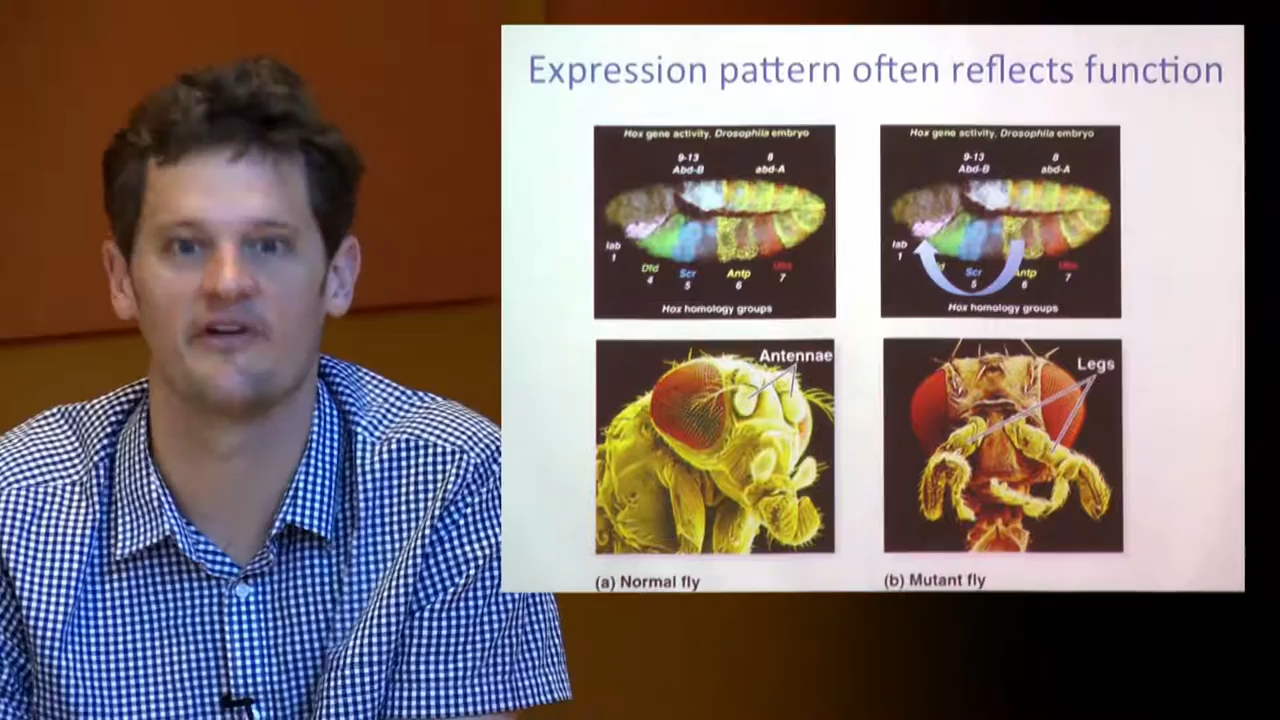 Expression pattern often reflects function
Hox gene activity, Drosophila embryo
9-13
Abd-B
8
abd-A
lab
1
Dfd
4
Scr
5
Antp
6
Ubx
7
Hox homology groups
Antennae
(a) Normal fly
Hox gene activity, Drosophila embryo
9-13
Abd-B
8
abd-A
lab
1
Scr
5
6
7
Hox homology groups
Legs
(b) Mutant fly